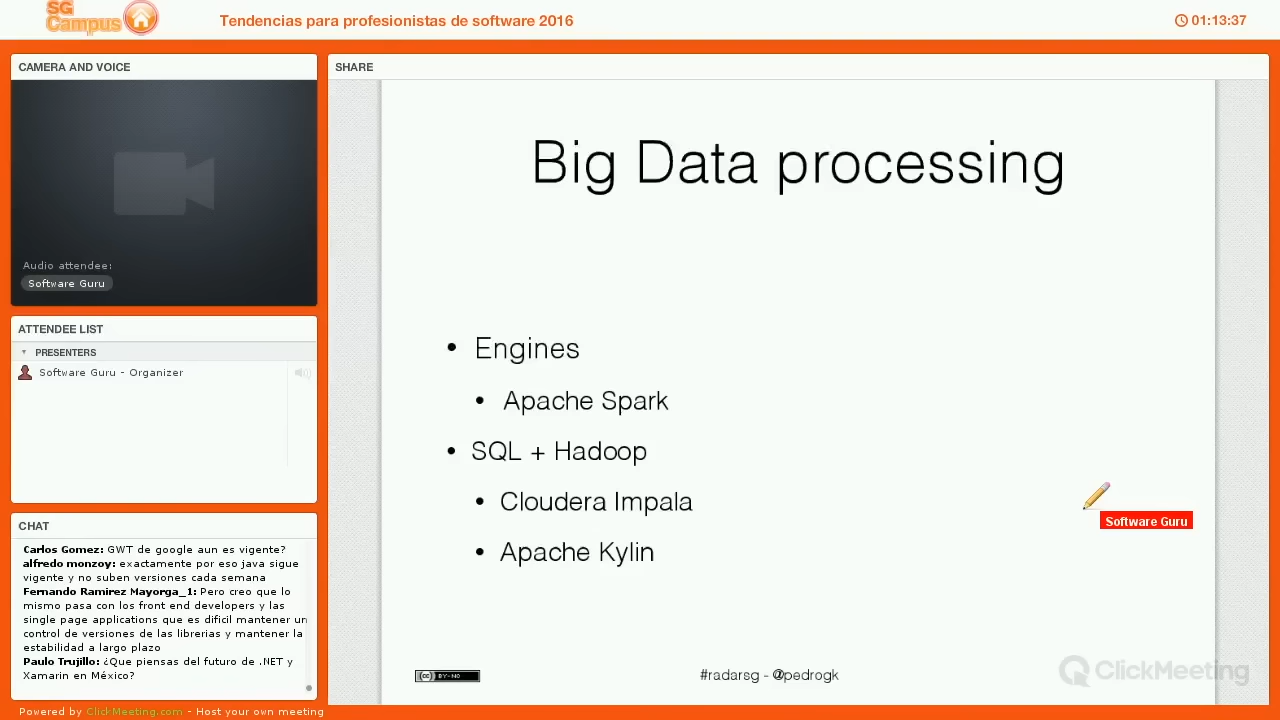 SG Campus
Tendencias para profesionistas de software 2016
01:13:37
CAMERA AND VOICE
Audio attendee:
Software Guru
ATTENDEE LIST
PRESENTERS
Software Guru - Organizer
CHAT
Carlos Gomez: GWT de google aun es vigente?
alfredo monzoy: exactamente por eso java sigue
vigente y no suben versiones cada semana
Fernando Ramirez Mayorga_1: Pero creo que lo
mismo pasa con los front end developers y las
single page applications que es dificil mantener un
control de versiones de las librerias y mantener la
estabilidad a largo plazo
Paulo Trujillo: ¿Que piensas del futuro de .NET y
Xamarin en México?
Powered by ClickMeeting.com - Host your own meeting
SHARE
Big Data processing
• Engines
• Apache Spark
• SQL + Hadoop
• Cloudera Impala
• Apache Kylin
Software Guru
(cc) BY-ND
#radarsg - @pedrogk
ClickMeeting